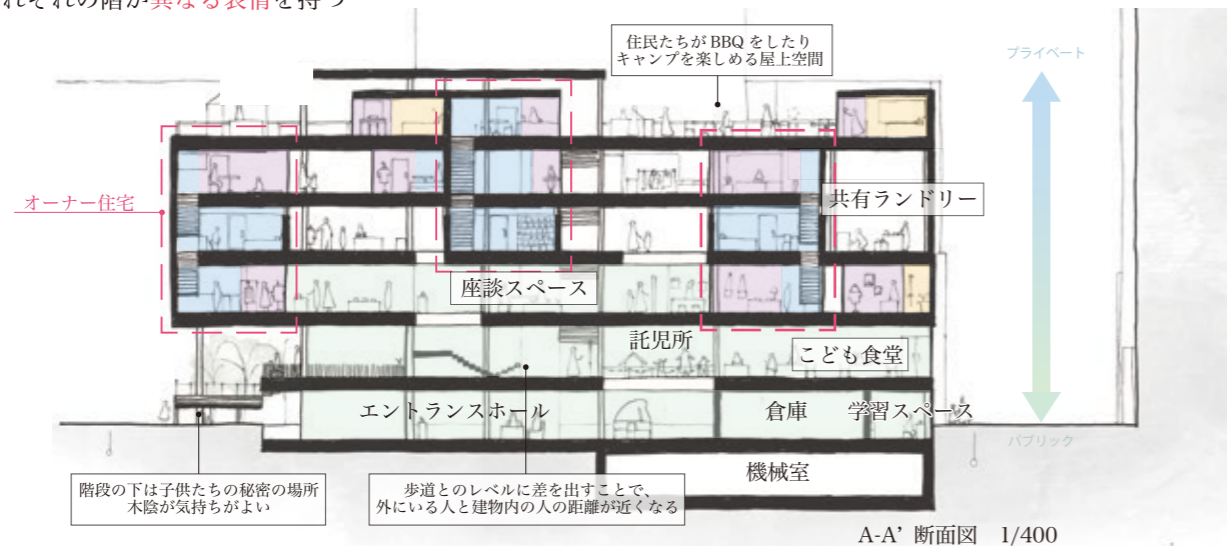 れぞれの階が異なる表情を持つ
住民たちが BBQ をしたり
キャンプを楽しめる屋上空間
プライベート
オーナー住宅
共有ランドリー
座談スペース
託児所
こども食堂
エントランスホール
倉庫
学習スペース
パブリック
機械室
階段の下は子供たちの秘密の場所
木陰が気持ちがよい
歩道とのレベルに差を出すことで、
外にいる人と建物内の人の距離が近くなる
A-A’ 断面図 1/400